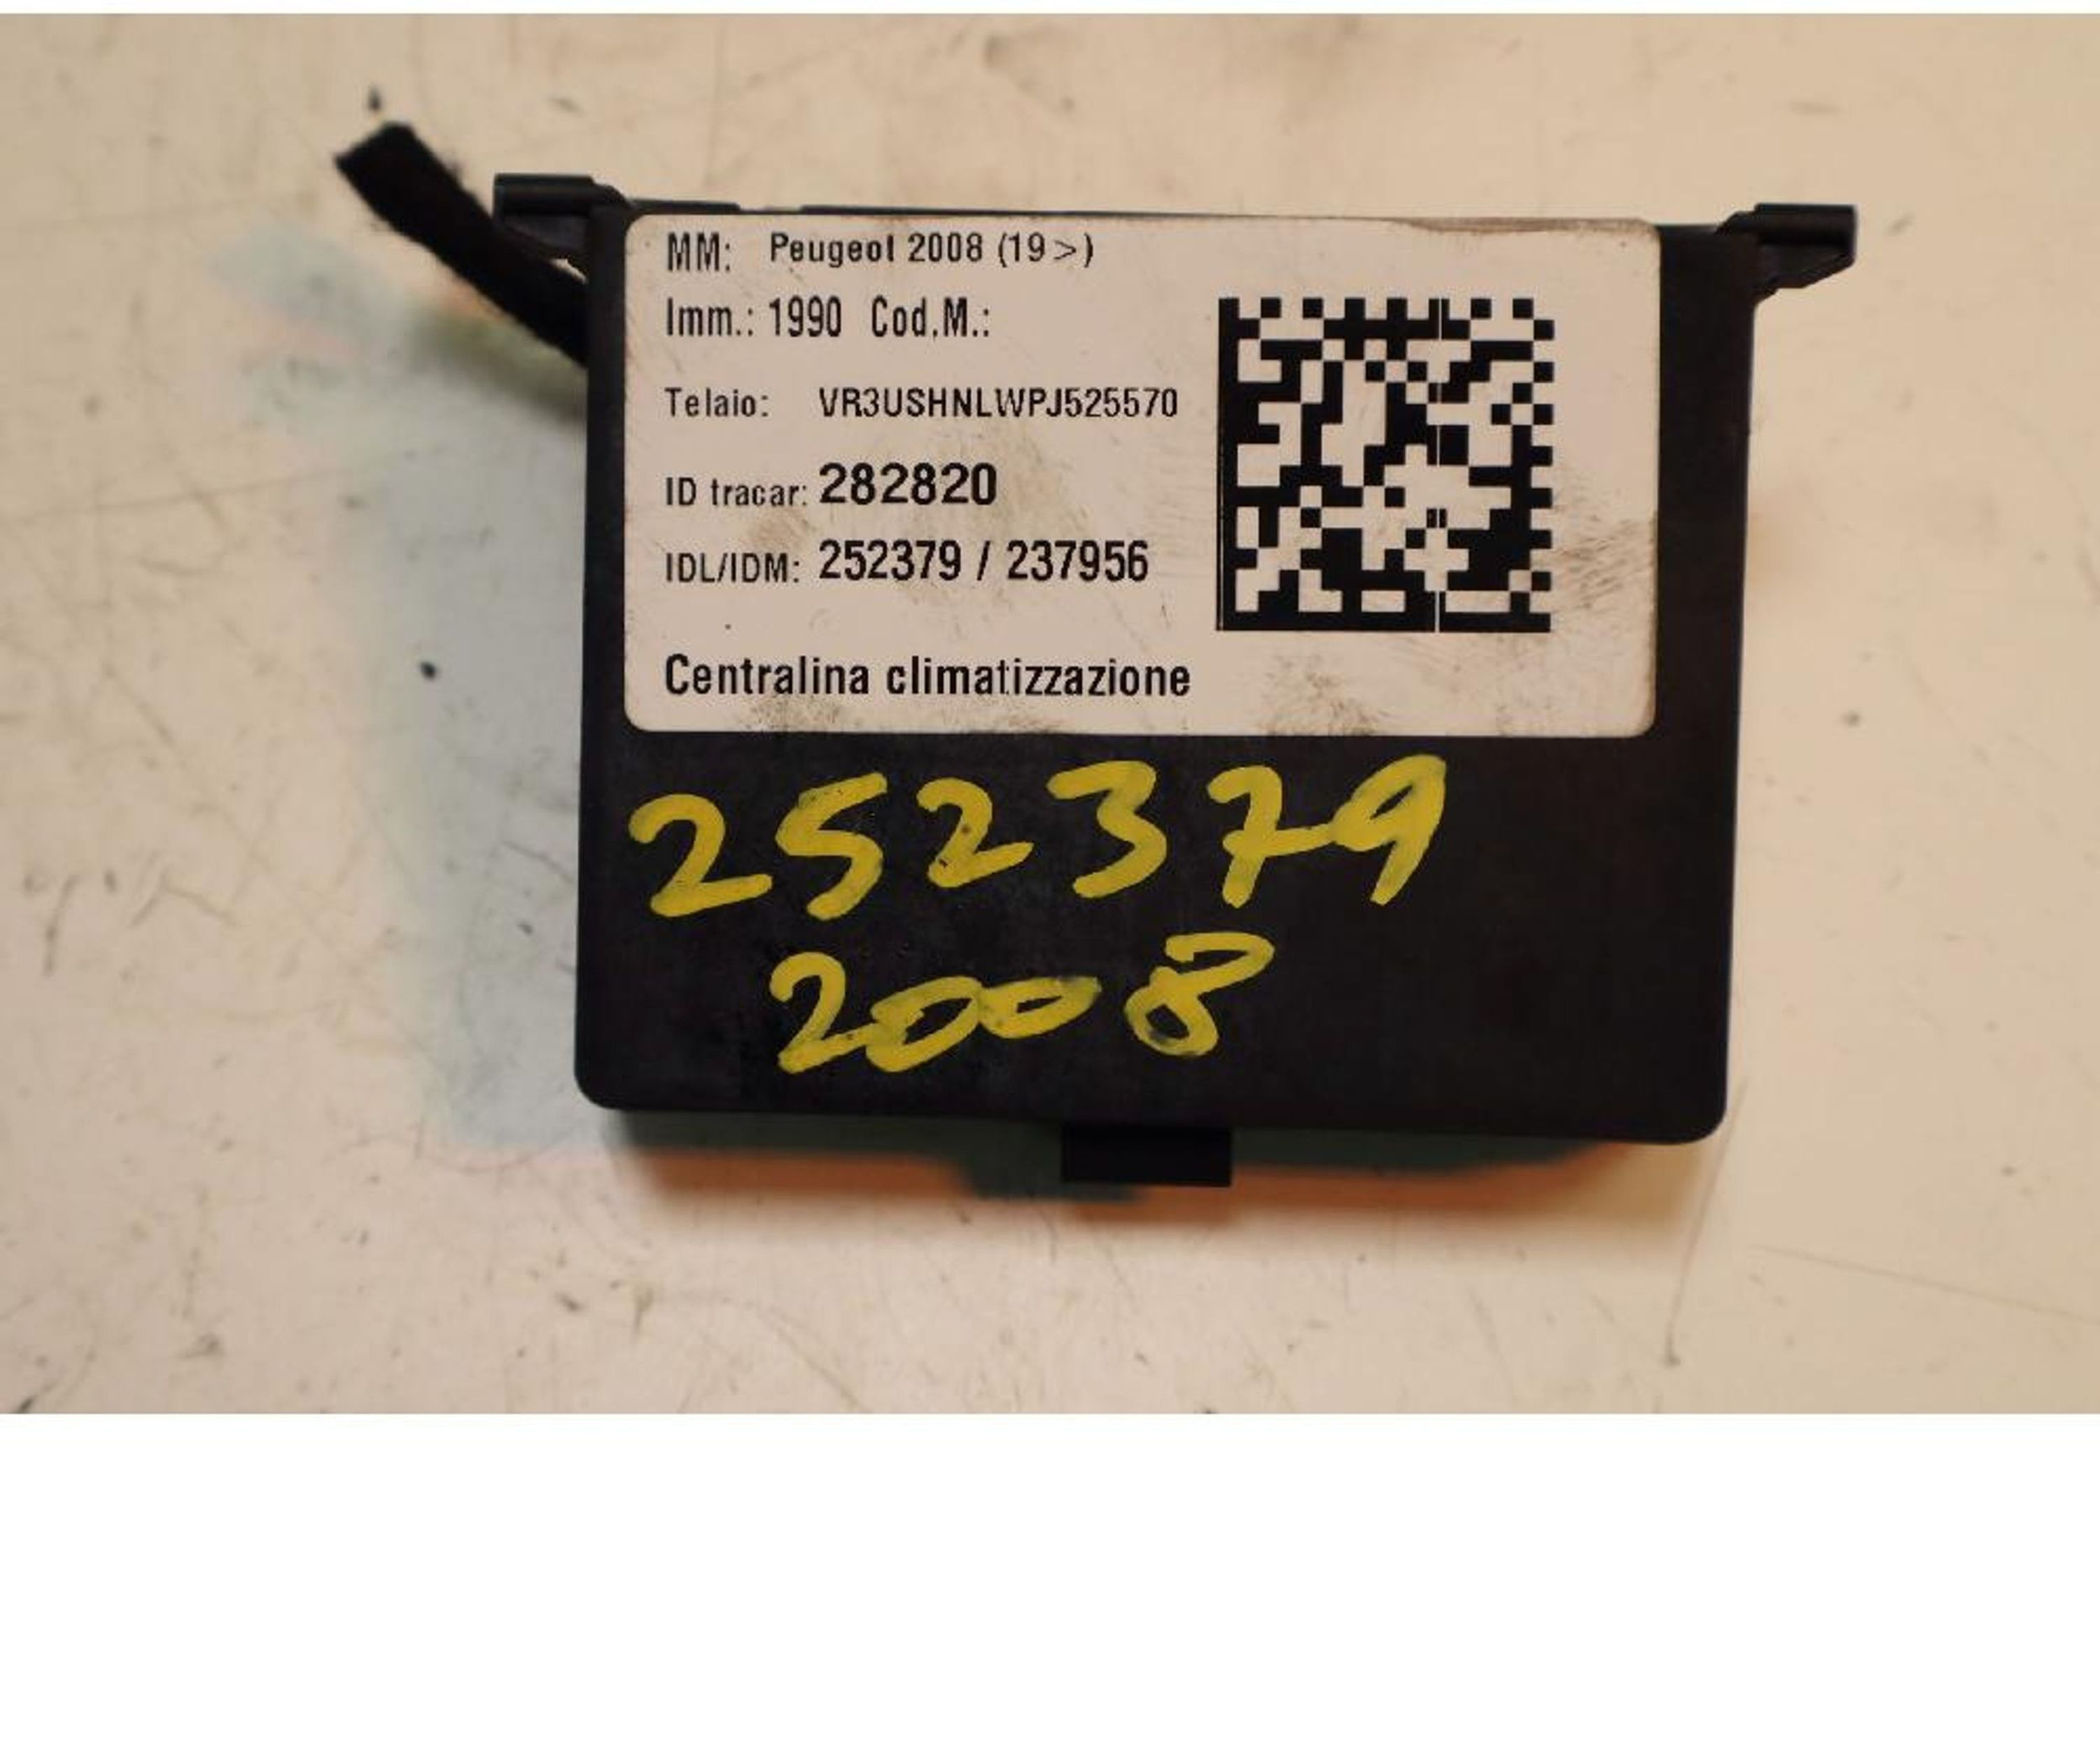 MM: Peugeot 2008 (19>)
Imm.: 1990 Cod.M.:
Telaio: VR3USHNLWPJ525570
ID tracar: 282820
IDL/IDM: 252379 / 237956
Centralina climatizzazione
252379
2008